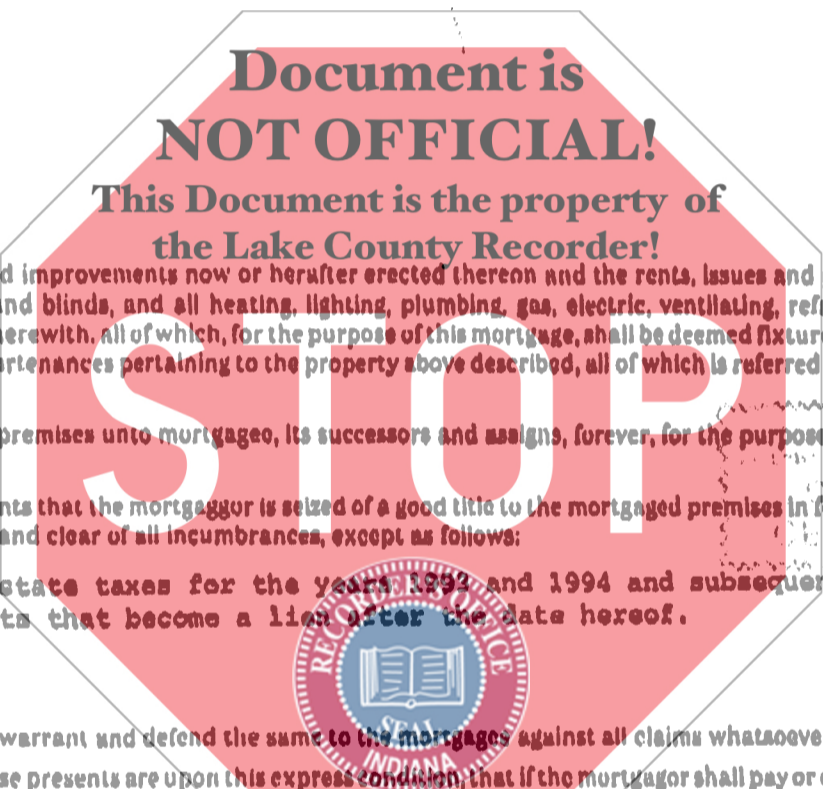 Document is
NOT OFFICIAL!
This Document is the property of
the Lake County Recorder!
d improvements now or herafter erected thereon and the rents, issues and
nd blinds, and all heating, lighting, plumbing, gas, electric, ventilating, ref
erewith, all of which, for the purpose of this mortgage, shall be deemed fixture
rtenances pertaining to the property above described, all of which is referred
STOP
premises unto mortgagee, its successors and assigns, forever, for the purpose
nts that the mortgaggor is seized of a good title to the mortgaged premises in f
and clear of all incumbrances, except as follows:
state taxes for the years 1993 and 1994 and subsequen
ts that become a lien after the date hereof.
RECORDER'S OFFICE
SEAL
INDIANA
warrant and defend the same to the mortgagee against all claims whatsoeve
se presents are upon this express condition, that if the mortgagor shall pay or